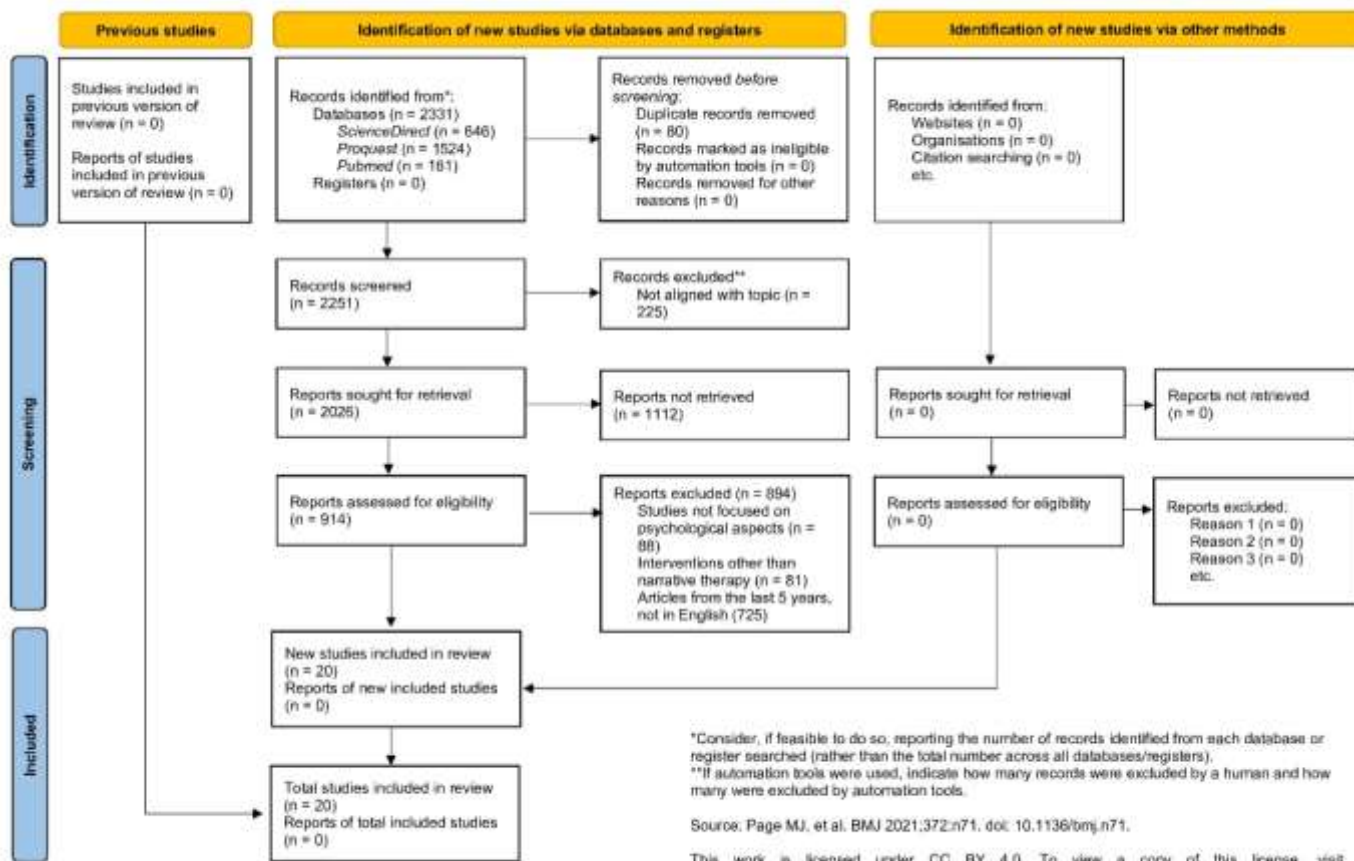 Previous studies
Identification of new studies via databases and registers
Identification of new studies via other methods
Identification
Studies included in
previous version of
review (n = 0)
Reports of studies
included in previous
version of review (n = 0)
Records identified from*:
Databases (n = 2331)
ScienceDirect (n = 646)
Proquest (n = 1524)
Pubmed (n = 161)
Registers (n = 0)
Records removed before
screening:
Duplicate records removed
(n = 80)
Records marked as ineligible
by automation tools (n = 0)
Records removed for other
reasons (n = 0)
Records identified from:
Websites (n = 0)
Organisations (n = 0)
Citation searching (n = 0)
etc.
Screening
Records screened
(n = 2251)
Records excluded**
Not aligned with topic (n =
225)
Reports sought for retrieval
(n = 2026)
Reports not retrieved
(n = 1112)
Reports sought for retrieval
(n = 0)
Reports not retrieved
(n = 0)
Reports assessed for eligibility
(n = 914)
Reports excluded (n = 894)
Studies not focused on
psychological aspects (n =
88)
Interventions other than
narrative therapy (n = 81)
Articles from the last 5 years,
not in English (725)
Reports assessed for eligibility
(n = 0)
Reports excluded:
Reason 1 (n = 0)
Reason 2 (n = 0)
Reason 3 (n = 0)
etc.
Included
New studies included in review
(n = 20)
Reports of new included studies
(n = 0)
Total studies included in review
(n = 20)
Reports of total included studies
(n = 0)
*Consider, if feasible to do so, reporting the number of records identified from each database or
register searched (rather than the total number across all databases/registers).
**If automation tools were used, indicate how many records were excluded by a human and how
many were excluded by automation tools.
Source: Page MJ, et al. BMJ 2021;372:n71. doi: 10.1136/bmj.n71.
This work is licensed under CC BY 4.0. To view a copy of this license, visit